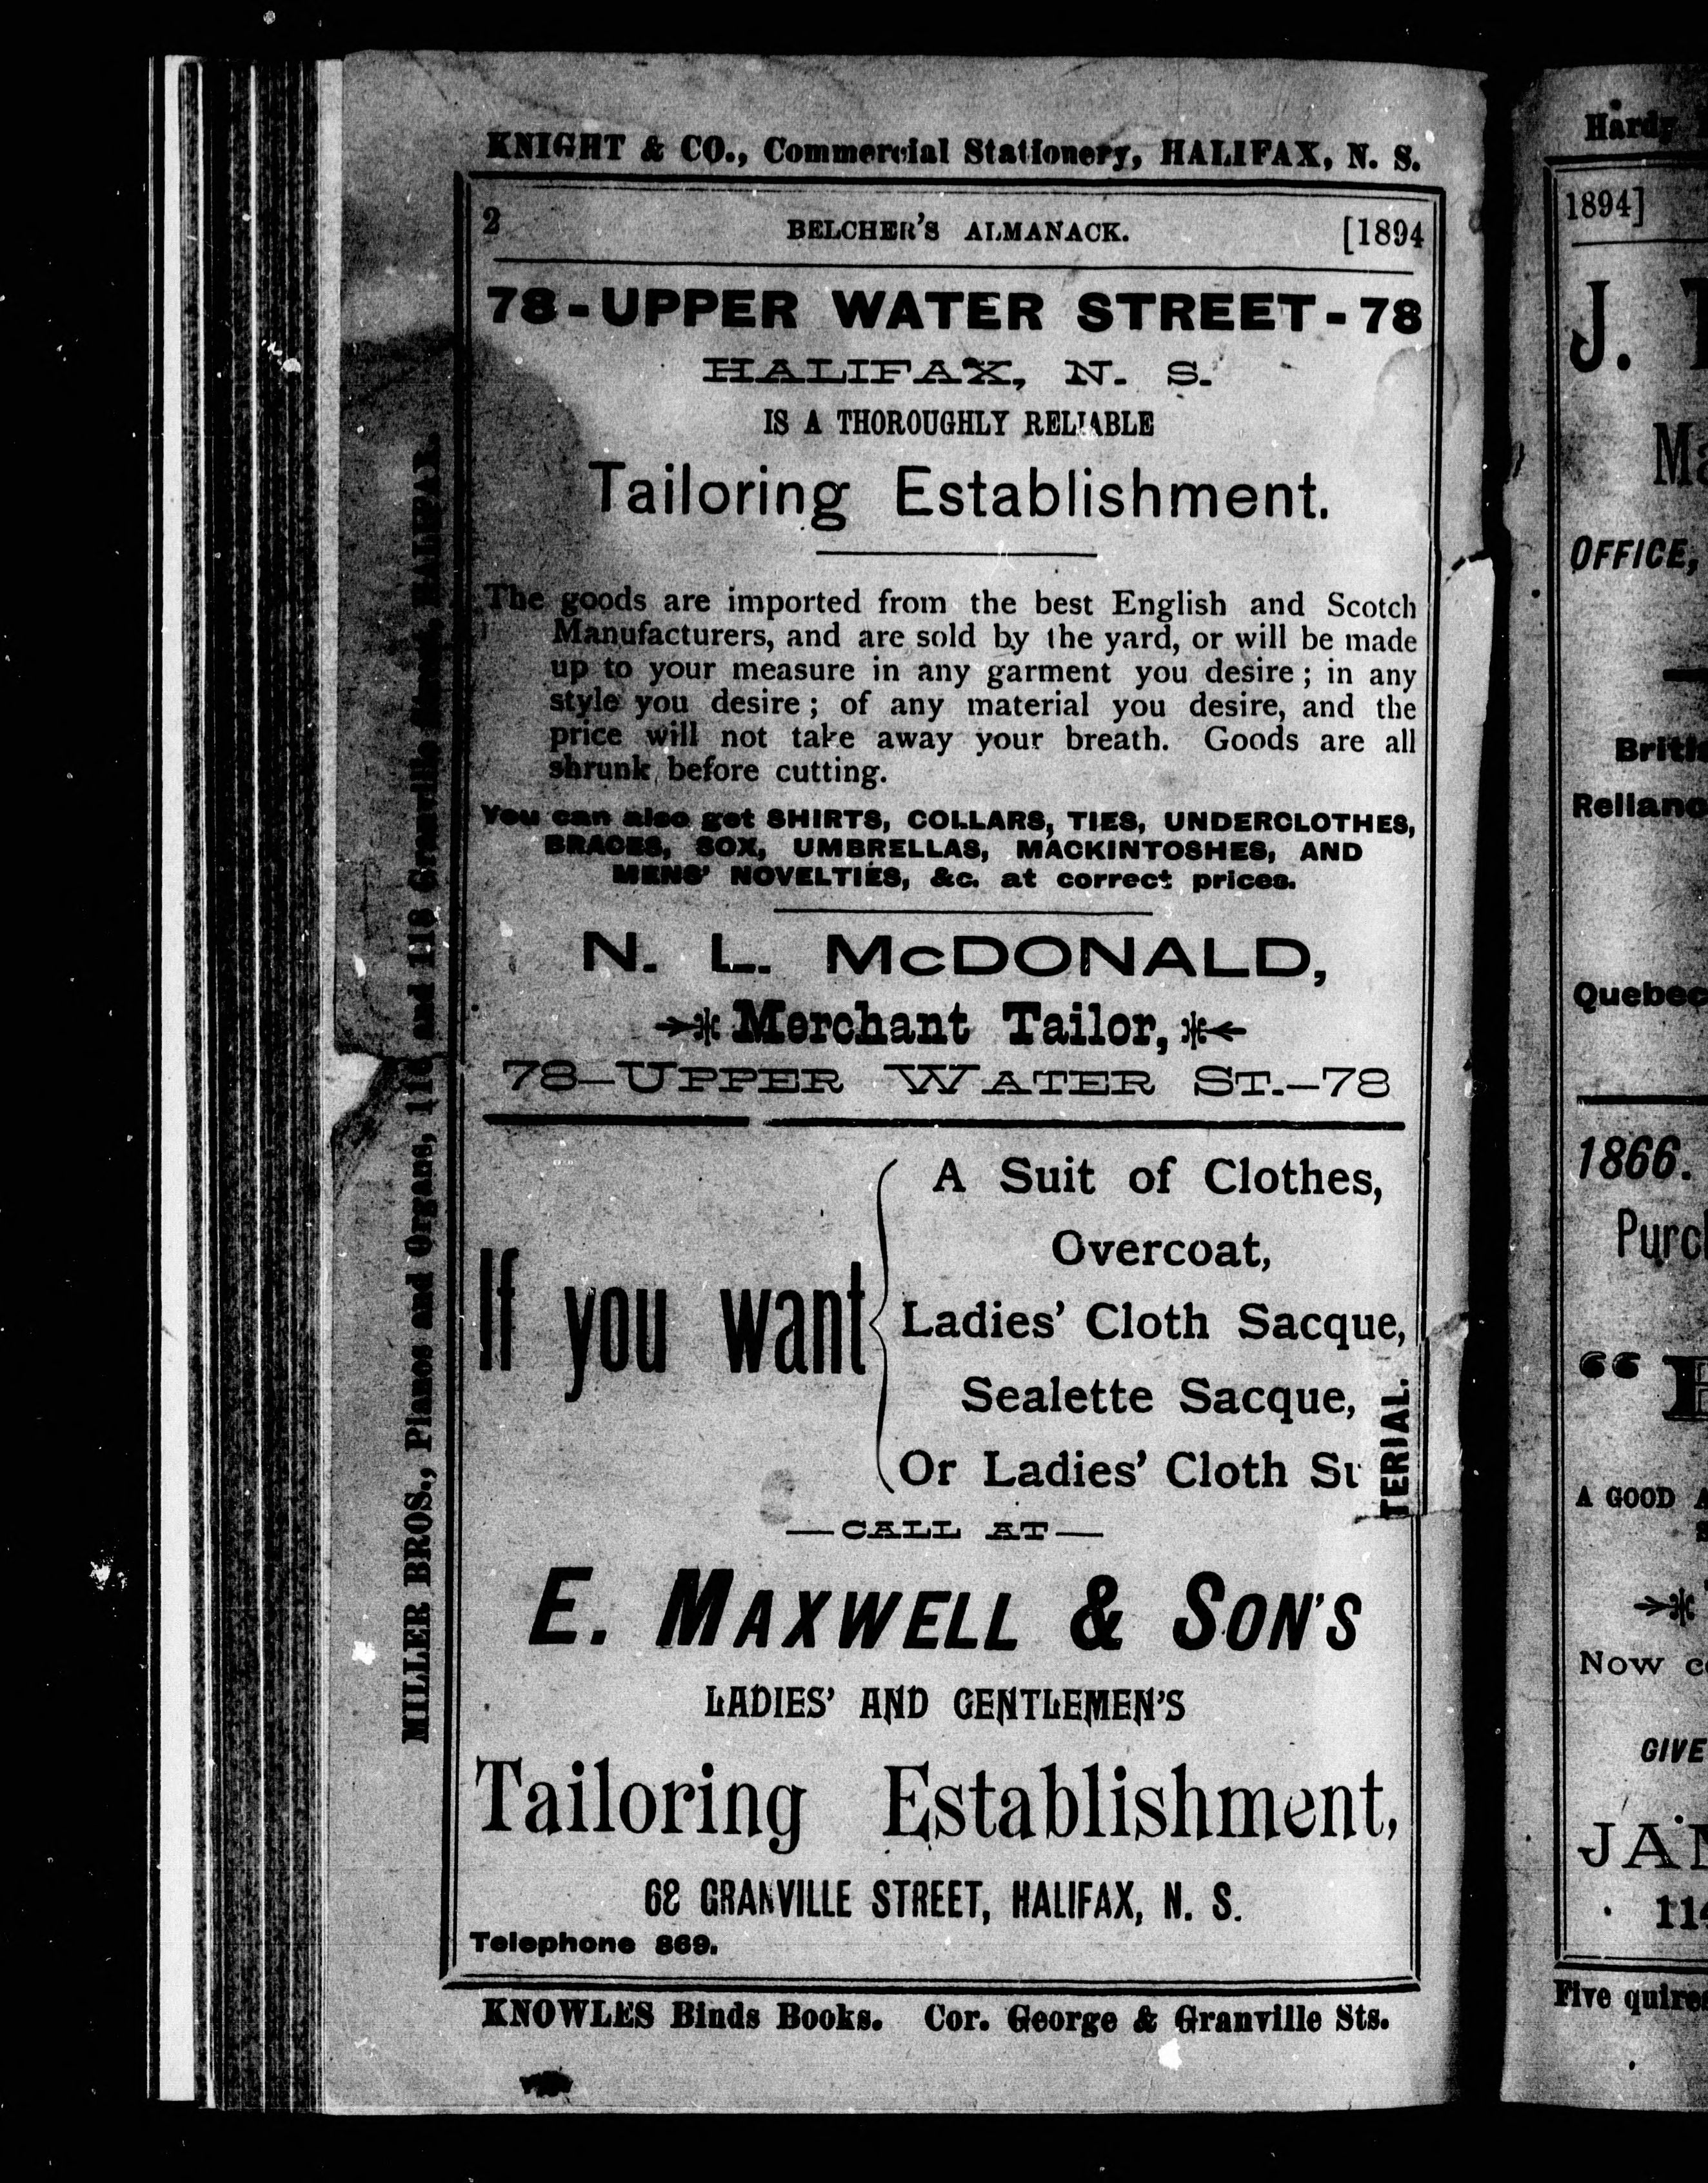 KNIGHT & CO., Commercial Stationery, HALIFAX, N. S.
2 BELCHER'S ALMANACK. [1894
78-UPPER WATER STREET-78
HALIFAX, N. S.
IS A THOROUGHLY RELIABLE
Tailoring Establishment.
The goods are imported from the best English and Scotch
Manufacturers, and are sold by the yard, or will be made
up to your measure in any garment you desire; in any
style you desire; of any material you desire, and the
price will not take away your breath. Goods are all
shrunk before cutting.
You can also get SHIRTS, COLLARS, TIES, UNDERCLOTHES,
BRACES, SOX, UMBRELLAS, MACKINTOSHES, AND
MENS' NOVELTIES, &c. at correct prices.
N. L. McDONALD,
Merchant Tailor,
78—UPPER WATER ST.—78
If you want
A Suit of Clothes,
Overcoat,
Ladies' Cloth Sacque,
Sealette Sacque,
Or Ladies' Cloth
TERIAL.
—CALL AT—
E. MAXWELL & SON'S
LADIES' AND GENTLEMEN'S
Tailoring Establishment,
68 GRANVILLE STREET, HALIFAX, N. S.
Telephone 869.
KNOWLES Binds Books. Cor. George & Granville Sts.
MILLER BROS., Pianos and Organs, 116 and 118 Granville Street, HALIFAX.
Hardy
1894]
J.
OFFICE,
Quebec
1866.
A GOOD
Now
GIVE
Five quires